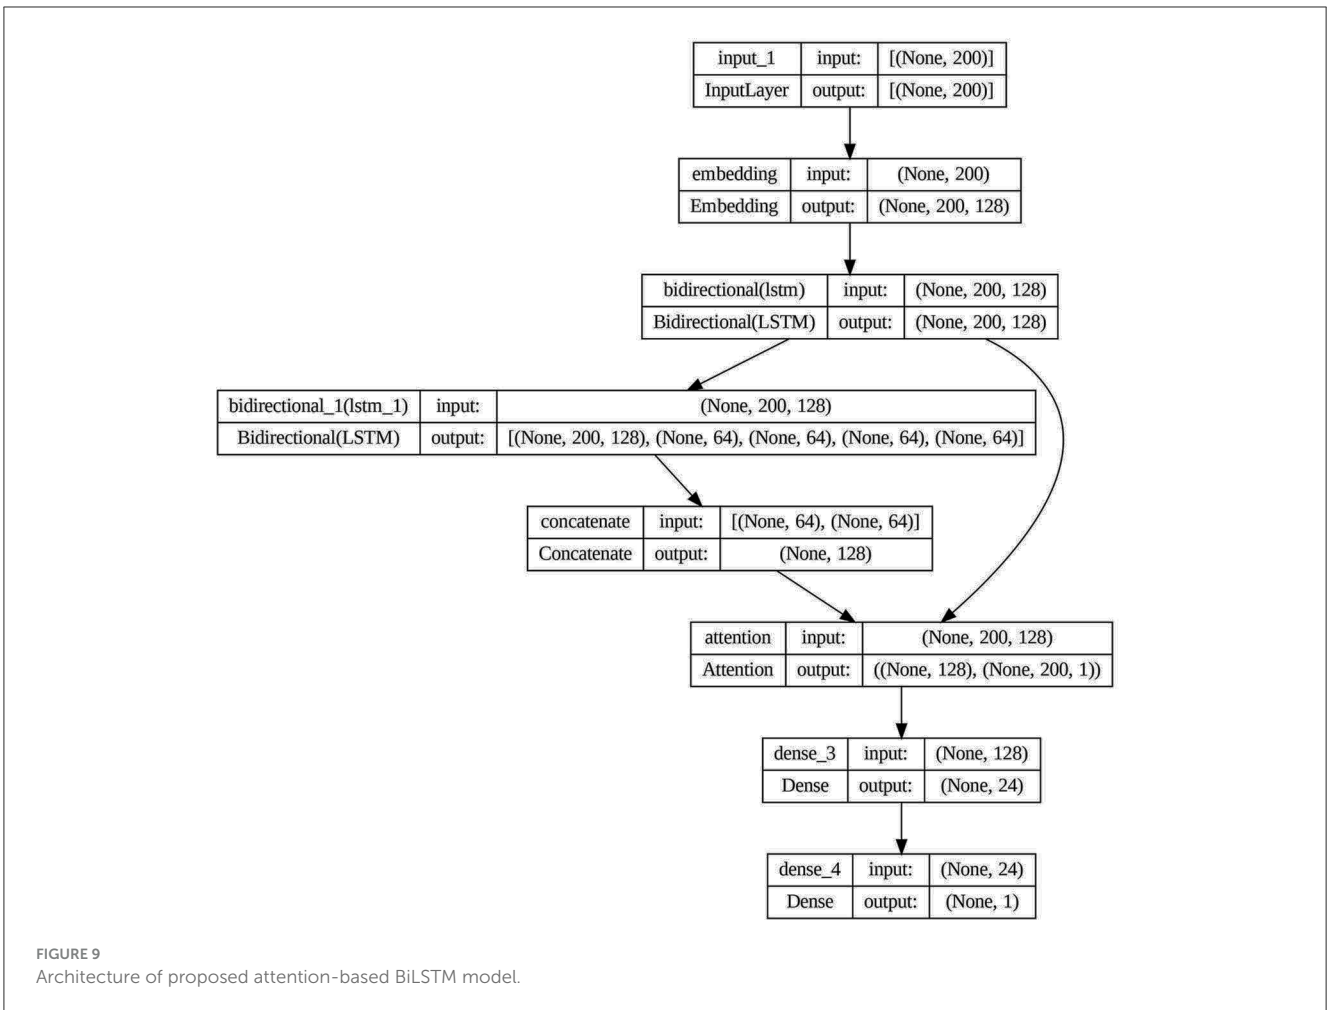 input_1 input: [(None, 200)]
InputLayer output: [(None, 200)]
embedding input: (None, 200)
Embedding output: (None, 200, 128)
bidirectional(lstm) input: (None, 200, 128)
Bidirectional(LSTM) output: (None, 200, 128)
bidirectional_1(lstm_1) input: (None, 200, 128)
Bidirectional(LSTM) output: [(None, 200, 128), (None, 64), (None, 64), (None, 64), (None, 64)]
concatenate input: [(None, 64), (None, 64)]
Concatenate output: (None, 128)
attention input: (None, 200, 128)
Attention output: ((None, 128), (None, 200, 1))
dense_3 input: (None, 128)
Dense output: (None, 24)
dense_4 input: (None, 24)
Dense output: (None, 1)
FIGURE 9
Architecture of proposed attention-based BiLSTM model.